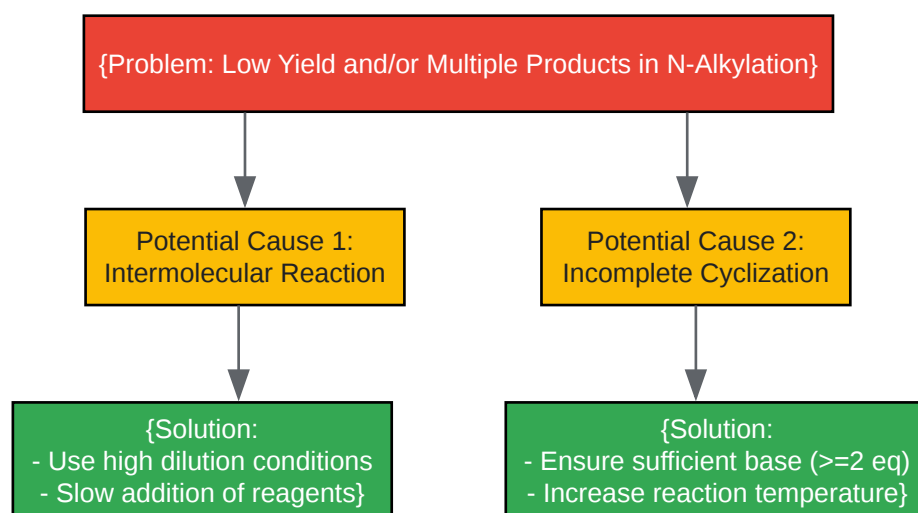 {Problem: Low Yield and/or Multiple Products in N-Alkylation}
Potential Cause 1:
Intermolecular Reaction
Potential Cause 2:
Incomplete Cyclization
{Solution:
- Use high dilution conditions
- Slow addition of reagents}
{Solution:
- Ensure sufficient base (>=2 eq)
- Increase reaction temperature}